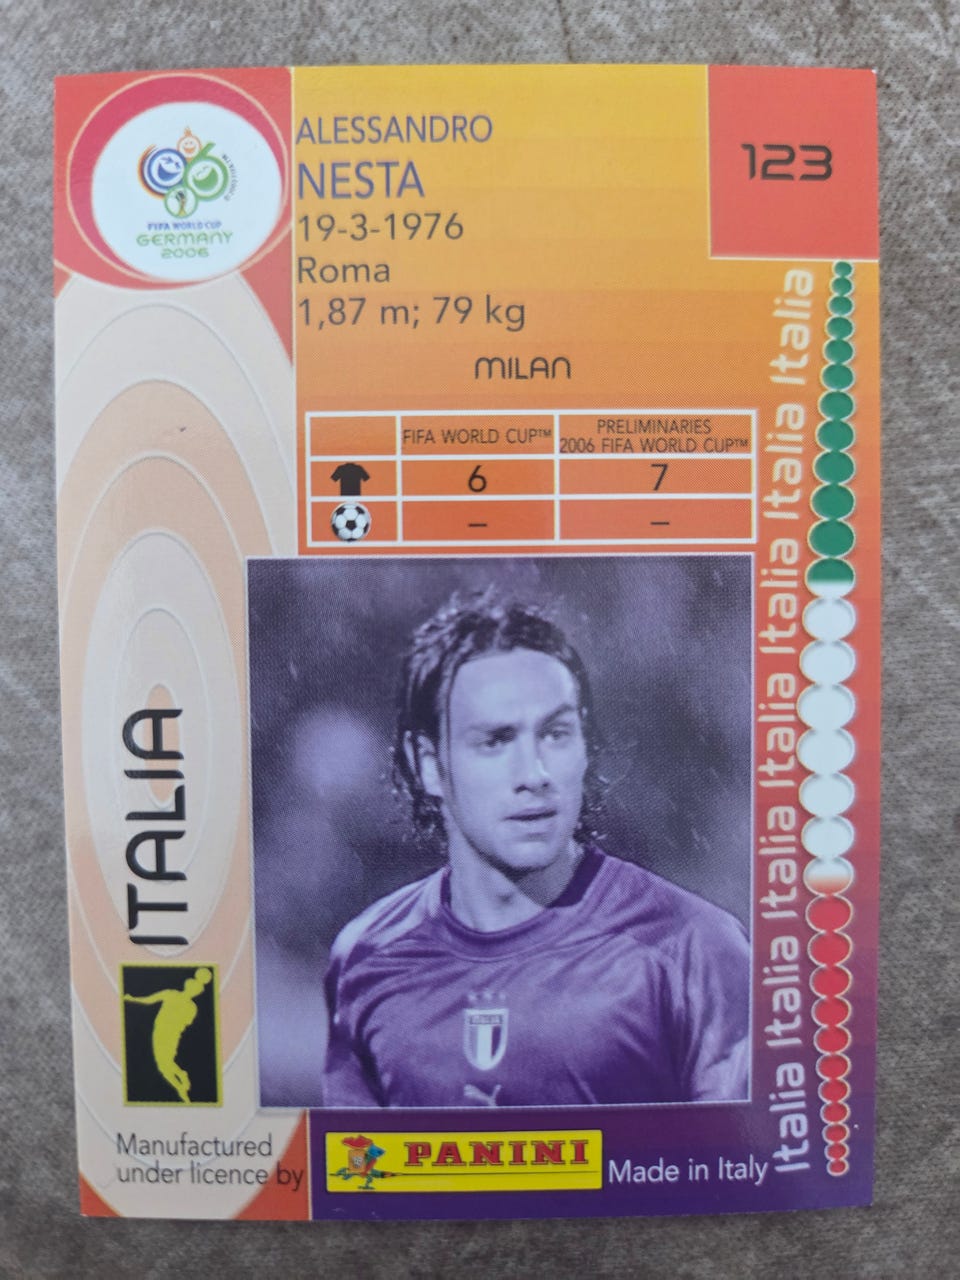 FIFA WORLD CUP
GERMANY
2006
ALESSANDRO
NESTA
19-3-1976
Roma
1,87 m; 79 kg
MILAN
123
FIFA WORLD CUP™
PRELIMINARIES
2006 FIFA WORLD CUP™
6
7
–
–
ITALIA
ITALIA
Italia Italia Italia Italia Italia Italia Italia Italia
Manufactured
under licence by
PANINI
Made in Italy